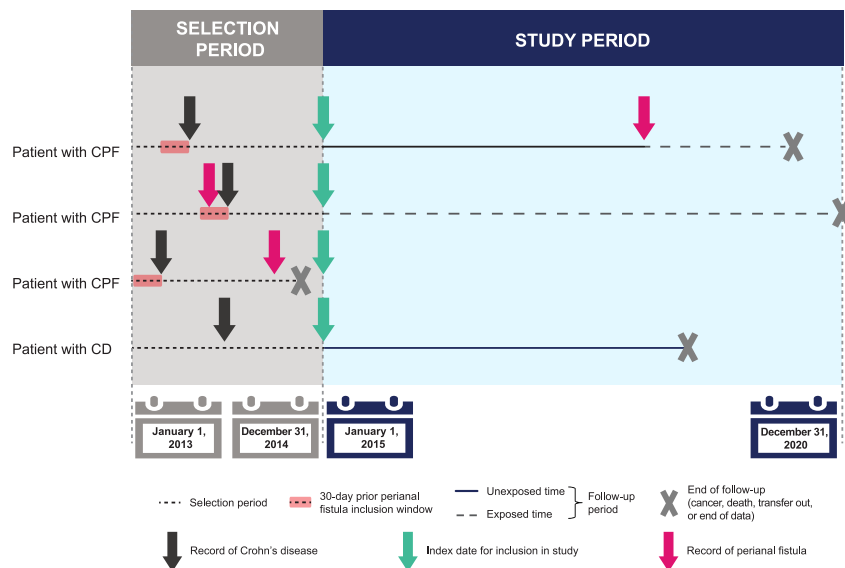 SELECTION
PERIOD
STUDY PERIOD
Patient with CPF
Patient with CPF
Patient with CPF
Patient with CD
January 1,
2013
December 31,
2014
January 1,
2015
December 31,
2020
Selection period
30-day prior perianal
fistula inclusion window
Unexposed time
Exposed time
Follow-up
period
End of follow-up
(cancer, death, transfer out,
or end of data)
Record of Crohn's disease
Index date for inclusion in study
Record of perianal fistula